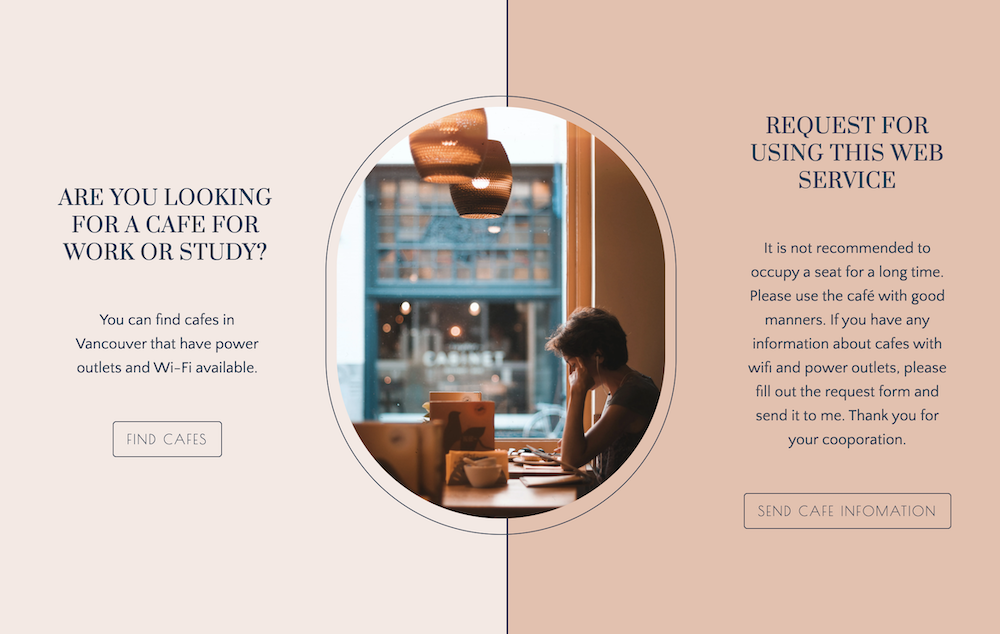 ARE YOU LOOKING
FOR A CAFE FOR
WORK OR STUDY?
You can find cafes in
Vancouver that have power
outlets and Wi-Fi available.
FIND CAFES
CABINET
REQUEST FOR
USING THIS WEB
SERVICE
It is not recommended to
occupy a seat for a long time.
Please use the café with good
manners. If you have any
information about cafes with
wifi and power outlets, please
fill out the request form and
send it to me. Thank you for
your cooporation.
SEND CAFE INFOMATION